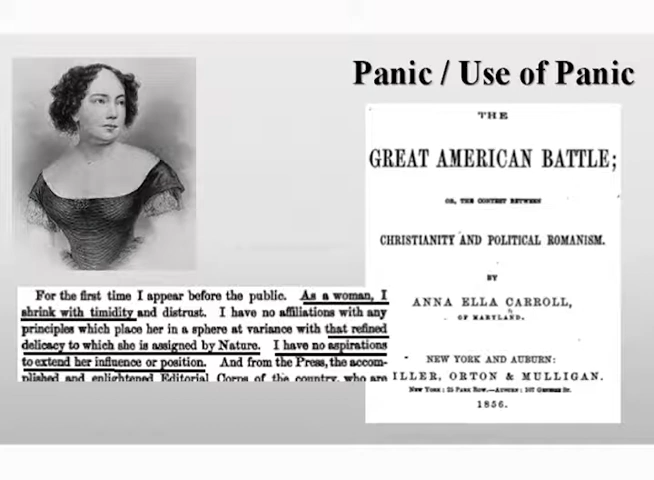 Panic / Use of Panic
THE
GREAT AMERICAN BATTLE;
OR, THE CONTEST BETWEEN
CHRISTIANITY AND POLITICAL ROMANISM.
BY
ANNA ELLA CARROLL,
OF MARYLAND.
NEW YORK AND AUBURN:
ILLER, ORTON & MULLIGAN.
New York: 25 Park Row.—Auburn: 107 Genesee St.
1856.
For the first time I appear before the public. As a woman, I
shrink with timidity and distrust. I have no affiliations with any
principles which place her in a sphere at variance with that refined
delicacy to which she is assigned by Nature. I have no aspirations
to extend her influence or position. And from the Press, the accom-
plished and enlightened Editorial Corps of the country, who are